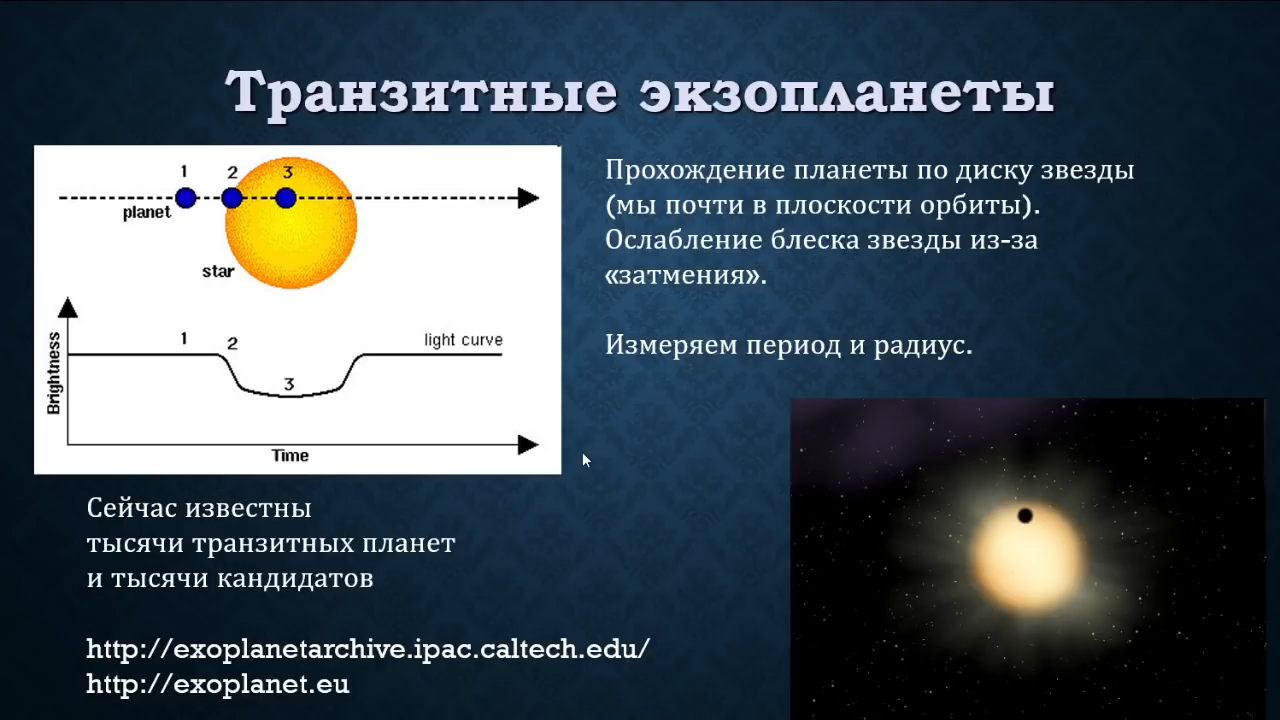 Транзитные экзопланеты
1 2 3
planet
star
Brightness
1 2 3
light curve
Time
Прохождение планеты по диску звезды
(мы почти в плоскости орбиты).
Ослабление блеска звезды из-за
«затмения».
Измеряем период и радиус.
Сейчас известны
тысячи транзитных планет
и тысячи кандидатов
http://exoplanetarchive.ipac.caltech.edu/
http://exoplanet.eu